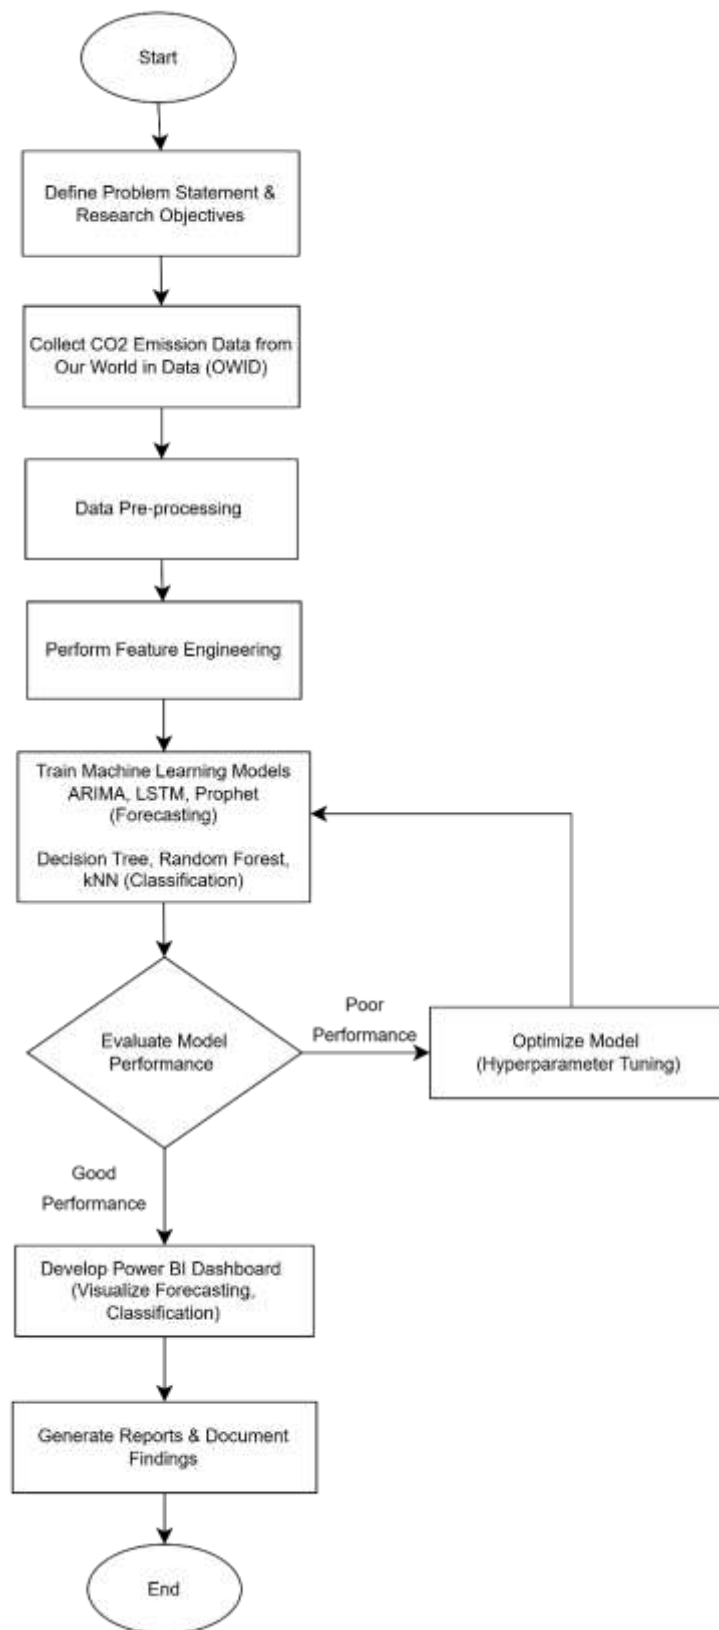 Start
Define Problem Statement &
Research Objectives
Collect CO2 Emission Data from
Our World in Data (OWID)
Data Pre-processing
Perform Feature Engineering
Train Machine Learning Models
ARIMA, LSTM, Prophet
(Forecasting)
Decision Tree, Random Forest,
kNN (Classification)
Evaluate Model
Performance
Poor
Performance
Optimize Model
(Hyperparameter Tuning)
Good
Performance
Develop Power BI Dashboard
(Visualize Forecasting,
Classification)
Generate Reports & Document
Findings
End